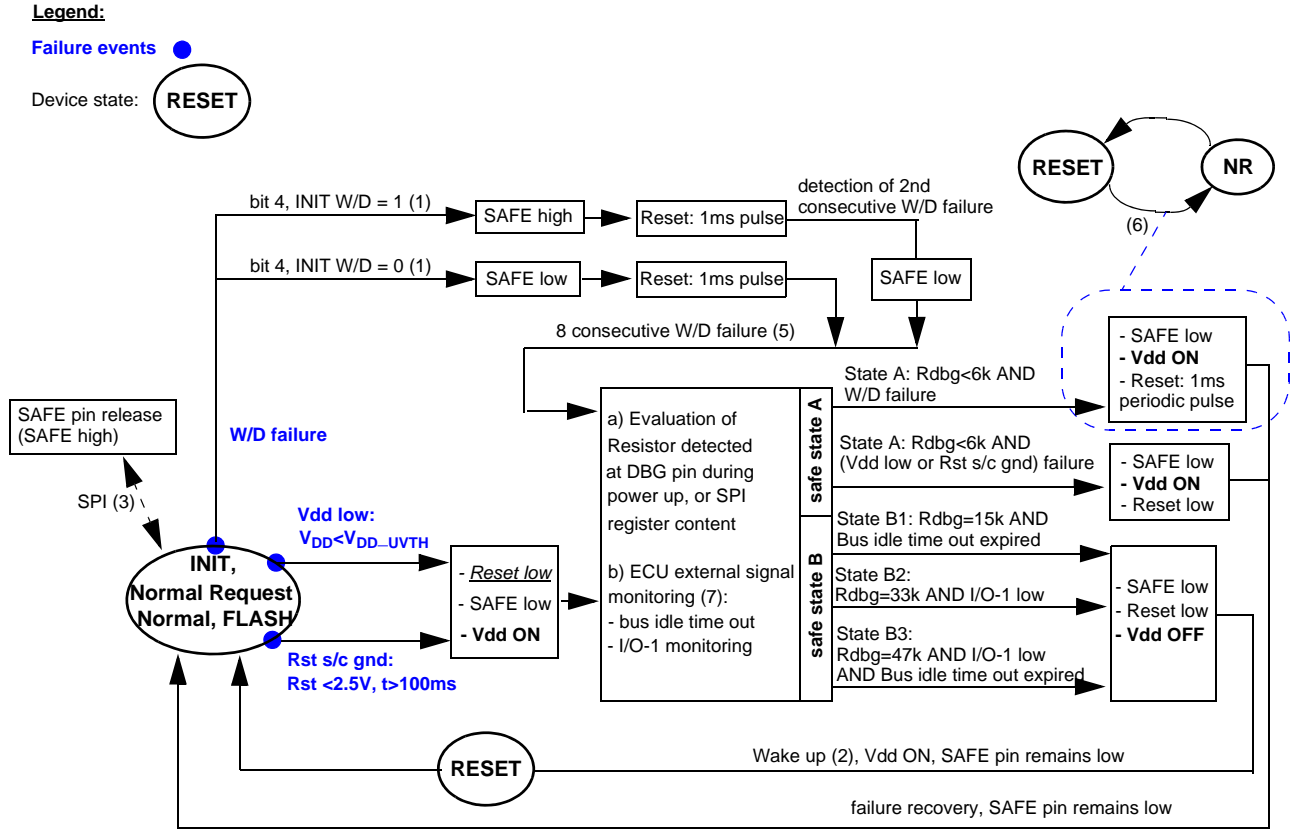 Legend:
Failure events
Device state:
RESET
RESET
NR
(6)
bit 4, INIT W/D = 1 (1)
SAFE high
Reset: 1ms pulse
detection of 2nd
consecutive W/D failure
bit 4, INIT W/D = 0 (1)
SAFE low
Reset: 1ms pulse
SAFE low
8 consecutive W/D failure (5)
- SAFE low
- Vdd ON
- Reset: 1ms
periodic pulse
State A: Rdbg<6k AND
W/D failure
SAFE pin release
(SAFE high)
W/D failure
a) Evaluation of
Resistor detected
at DBG pin during
power up, or SPI
register content
safe state A
State A: Rdbg<6k AND
(Vdd low or Rst s/c gnd) failure
- SAFE low
- Vdd ON
- Reset low
SPI (3)
Vdd low:
VDD<VDD_UVTH
INIT,
Normal Request
Normal, FLASH
- Reset low
- SAFE low
- Vdd ON
b) ECU external signal
monitoring (7):
- bus idle time out
- I/O-1 monitoring
safe state B
State B1: Rdbg=15k AND
Bus idle time out expired
State B2:
Rdbg=33k AND I/O-1 low
State B3:
Rdbg=47k AND I/O-1 low
AND Bus idle time out expired
- SAFE low
- Reset low
- Vdd OFF
Rst s/c gnd:
Rst <2.5V, t>100ms
RESET
Wake up (2), Vdd ON, SAFE pin remains low
failure recovery, SAFE pin remains low